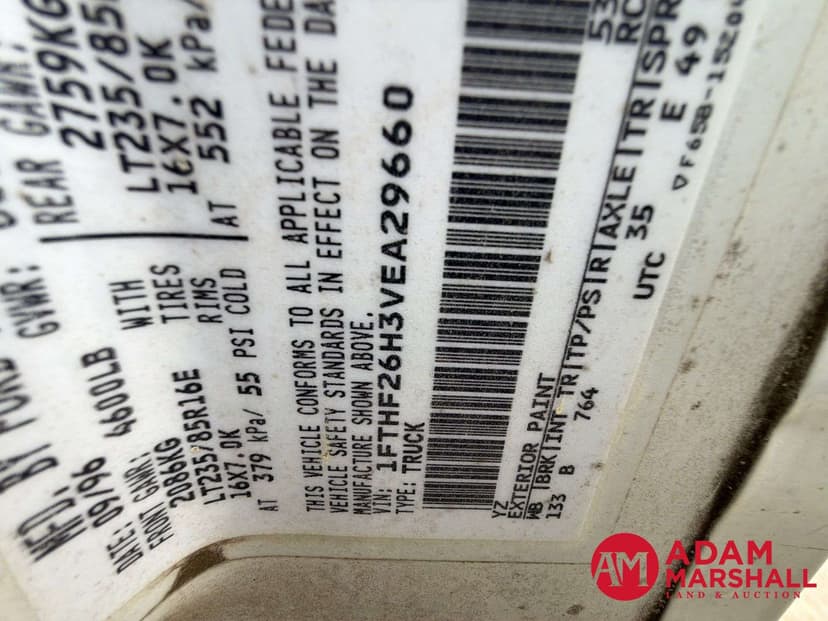 MFD. BY FORD
DATE: 09/96 GVWR:
FRONT GAWR: 4600LB REAR GAWR:
2086KG WITH 2759KG
LT235/85R16E TIRES LT235/85
16X7.0K RIMS 16X7.0K
AT 379 kPa/ 55 PSI COLD AT 552 kPa
THIS VEHICLE CONFORMS TO ALL APPLICABLE FEDE
VEHICLE SAFETY STANDARDS IN EFFECT ON THE DA
MANUFACTURE SHOWN ABOVE.
VIN: 1FTHF26H3VEA29660
TYPE: TRUCK
YZ 53
EXTERIOR PAINT RC
WB |BRK|INT TR|TP/PS|R|AXLE|TR|SPR
133 B 764 35 E 49
UTC
ADAM
MARSHALL
LAND & AUCTION
AM